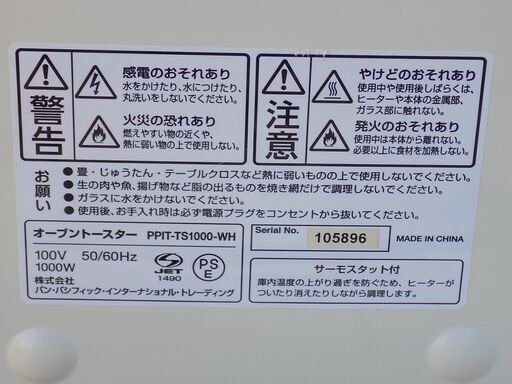 警告
感電のおそれあり
水をかけたり、水につけたり、
丸洗いをしないでください。
火災の恐れあり
燃えやすい物の近くや、
熱に弱い物の上で使用しない。
注意
やけどのおそれあり
使用中や使用後しばらくは、
ヒーターや本体の金属部、
ガラス部に触れない。
発火のおそれあり
使用中は本体から離れない。
必要以上に食材を加熱しない。
お願い
●畳・じゅうたん・テーブルクロスなど熱に弱いものの上で使用しないでください。
●生の肉や魚、揚げ物など脂の出るものを焼き網だけで調理しないでください。
●ガラスに水をかけないでください。
●使用後、お手入れ時は必ず電源プラグをコンセントから抜いてください。
オーブントースター PPIT-TS1000-WH
100V 50/60Hz
1000W
JET
1490
PS
E
株式会社
パン・パシフィック・インターナショナル・トレーディング
Serial No. 105896 MADE IN CHINA
サーモスタット付
庫内温度の上がり過ぎを防ぐため、ヒーターが
ついたり消えたりしながら調理します。